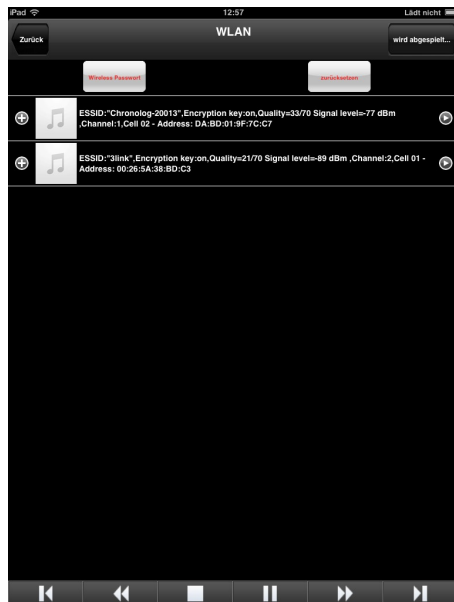 iPad 12:57 Lädt nicht
Zurück WLAN wird abgespielt...
Wireless Passwort zurücksetzen
ESSID:"Chronolog-20013",Encryption key:on,Quality=33/70 Signal level=-77 dBm
,Channel:1,Cell 02 - Address: DA:BD:01:9F:7C:C7
ESSID:"3link",Encryption key:on,Quality=21/70 Signal level=-89 dBm ,Channel:2,Cell 01 -
Address: 00:26:5A:38:BD:C3